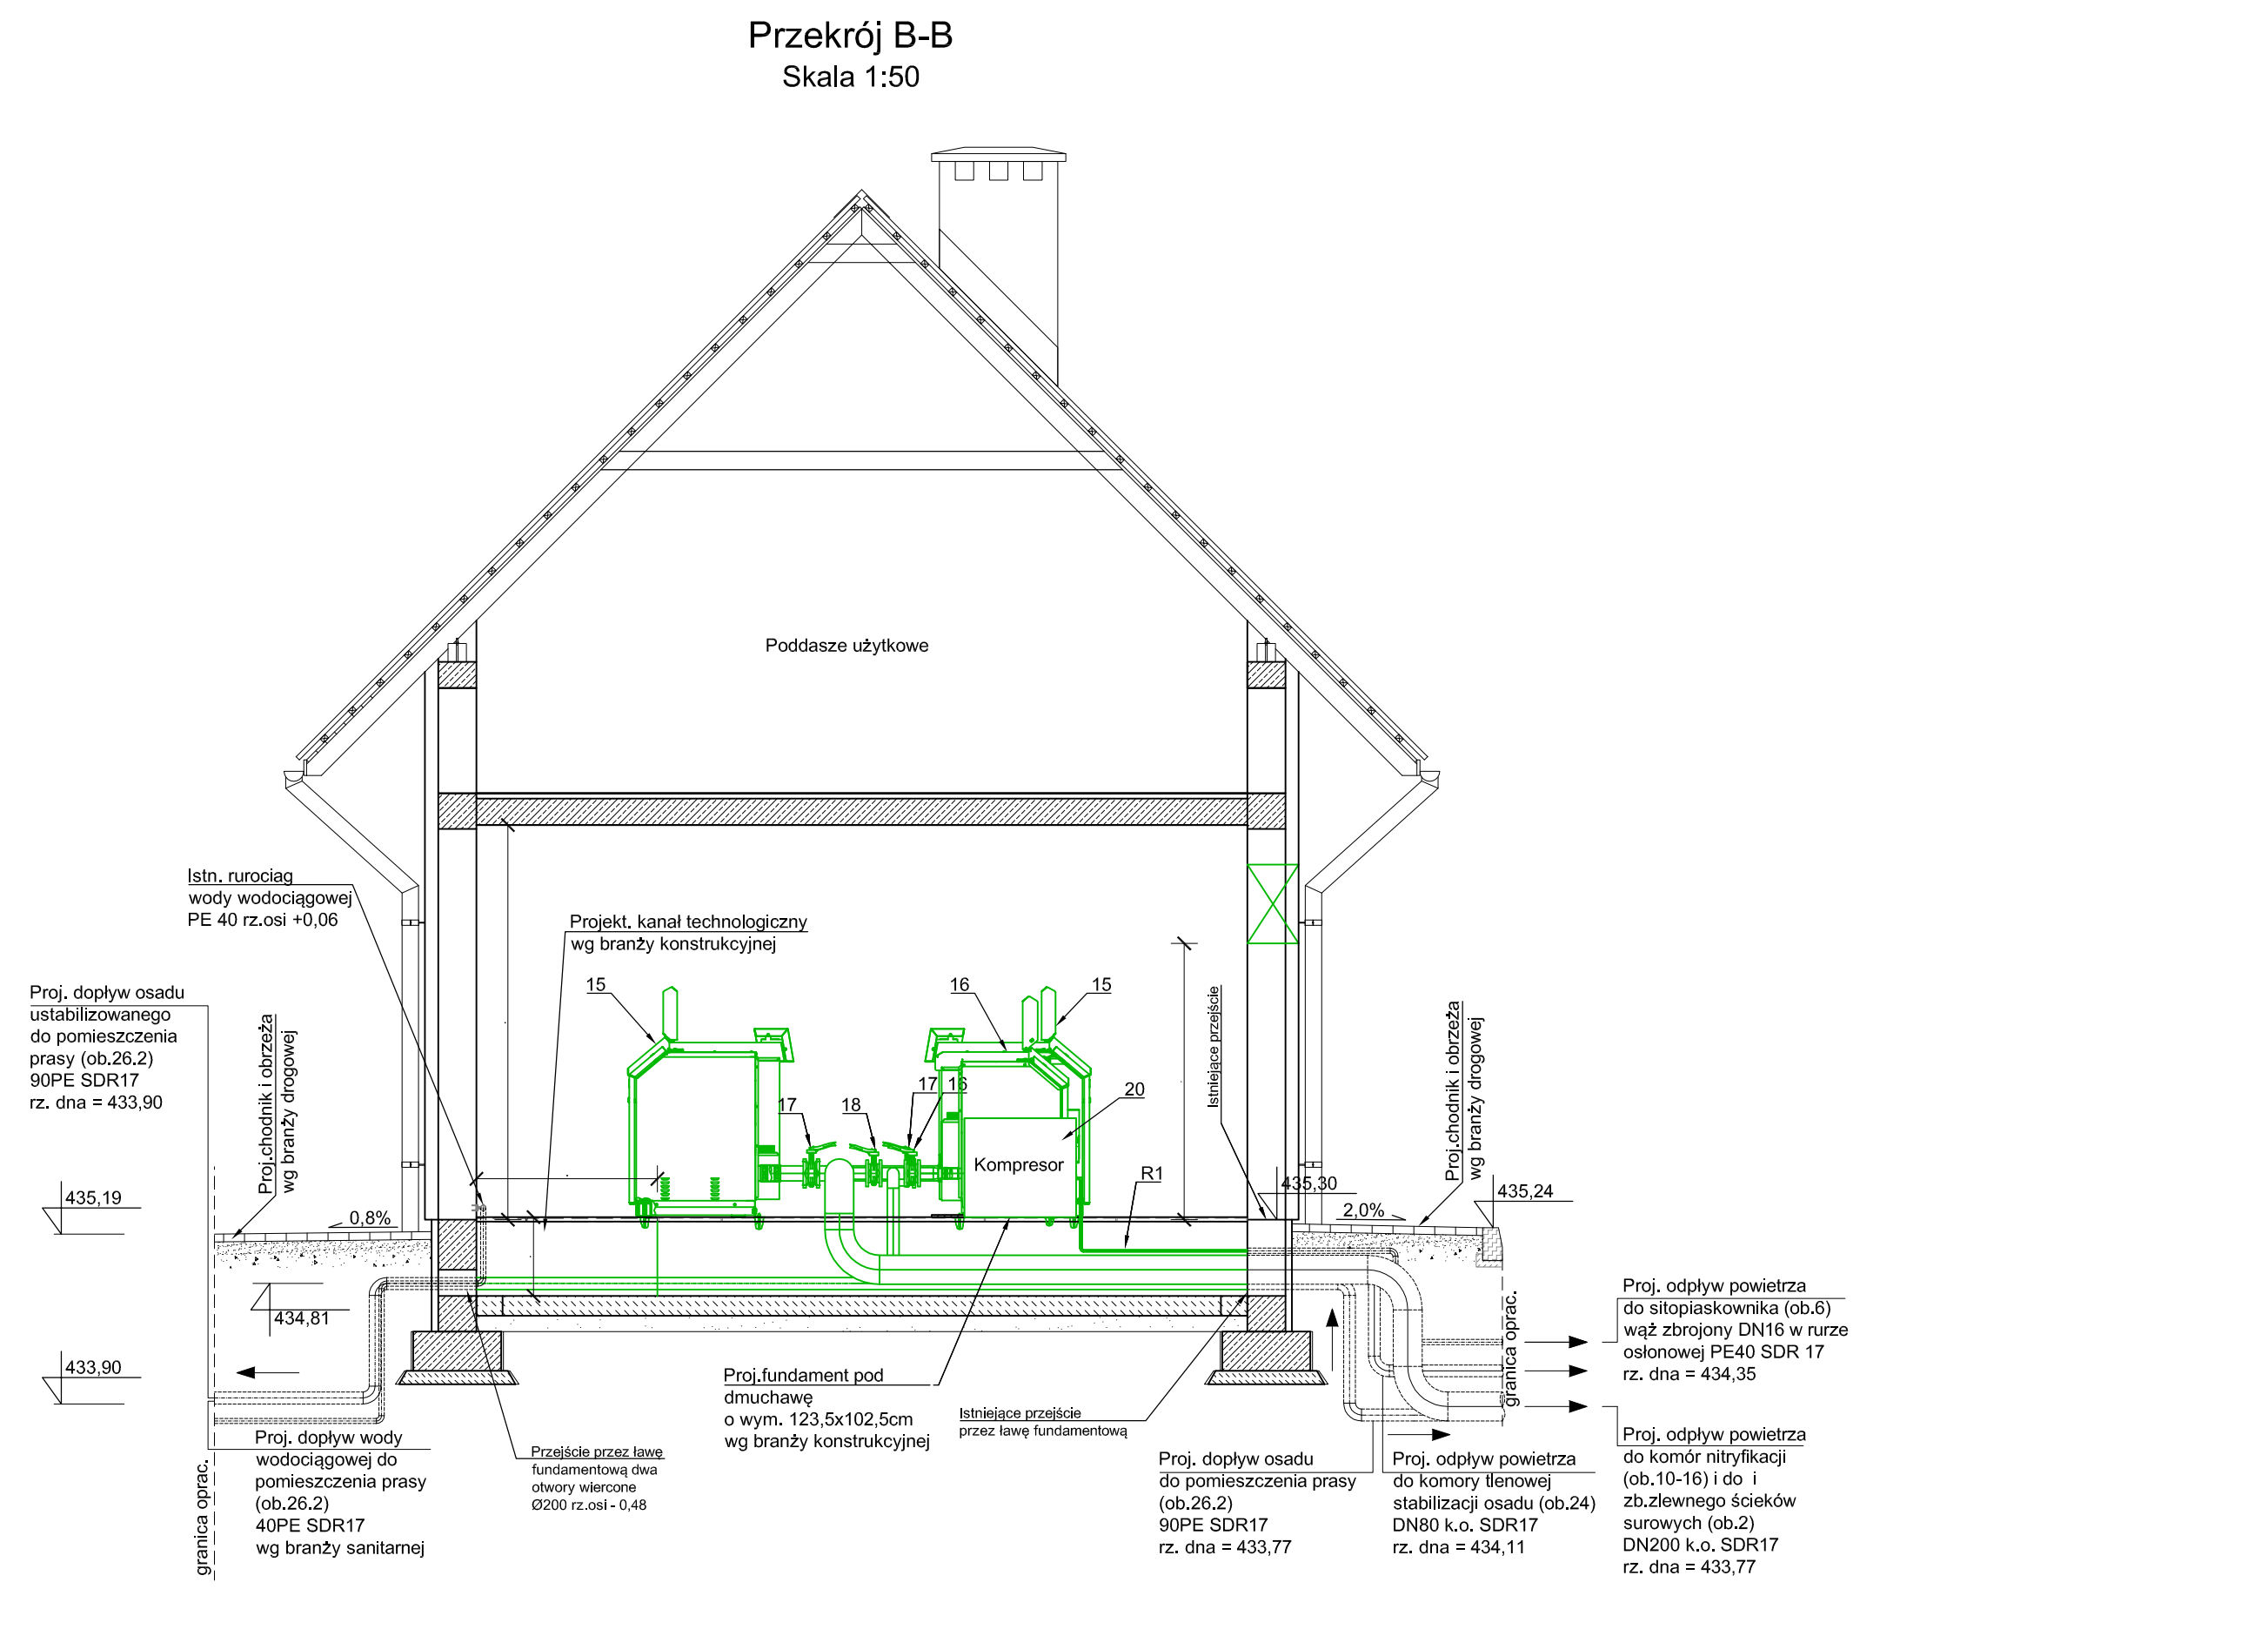 Przekrój B-B
Skala 1:50
Poddasze użytkowe
Istn. rurociąg
wody wodociągowej
PE 40 rz.osi +0,06
Projekt. kanał technologiczny
wg branży konstrukcyjnej
15
16
15
Proj. dopływ osadu
ustabilizowanego
do pomieszczenia
prasy (ob.26.2)
90PE SDR17
rz. dna = 433,90
Proj.chodnik i obrzeża
wg branży drogowej
Istniejące przejście
Proj.chodnik i obrzeża
wg branży drogowej
17
18
17
16
20
Kompresor
R1
435,19
0,8%
435,30
2,0%
435,24
434,81
433,90
Proj. odpływ powietrza
do sitopiaskownika (ob.6)
wąż zbrojony DN16 w rurze
osłonowej PE40 SDR 17
rz. dna = 434,35
granica oprac.
Proj.fundament pod
dmuchawę
o wym. 123,5x102,5cm
wg branży konstrukcyjnej
Istniejące przejście
przez ławę fundamentową
Proj. dopływ wody
wodociągowej do
pomieszczenia prasy
(ob.26.2)
40PE SDR17
wg branży sanitarnej
granica oprac.
Przejście przez ławę
fundamentową dwa
otwory wiercone
Ø200 rz.osi - 0,48
Proj. dopływ osadu
do pomieszczenia prasy
(ob.26.2)
90PE SDR17
rz. dna = 433,77
Proj. odpływ powietrza
do komory tlenowej
stabilizacji osadu (ob.24)
DN80 k.o. SDR17
rz. dna = 434,11
Proj. odpływ powietrza
do komór nitryfikacji
(ob.10-16) i do i
zb.zlewnego ścieków
surowych (ob.2)
DN200 k.o. SDR17
rz. dna = 433,77